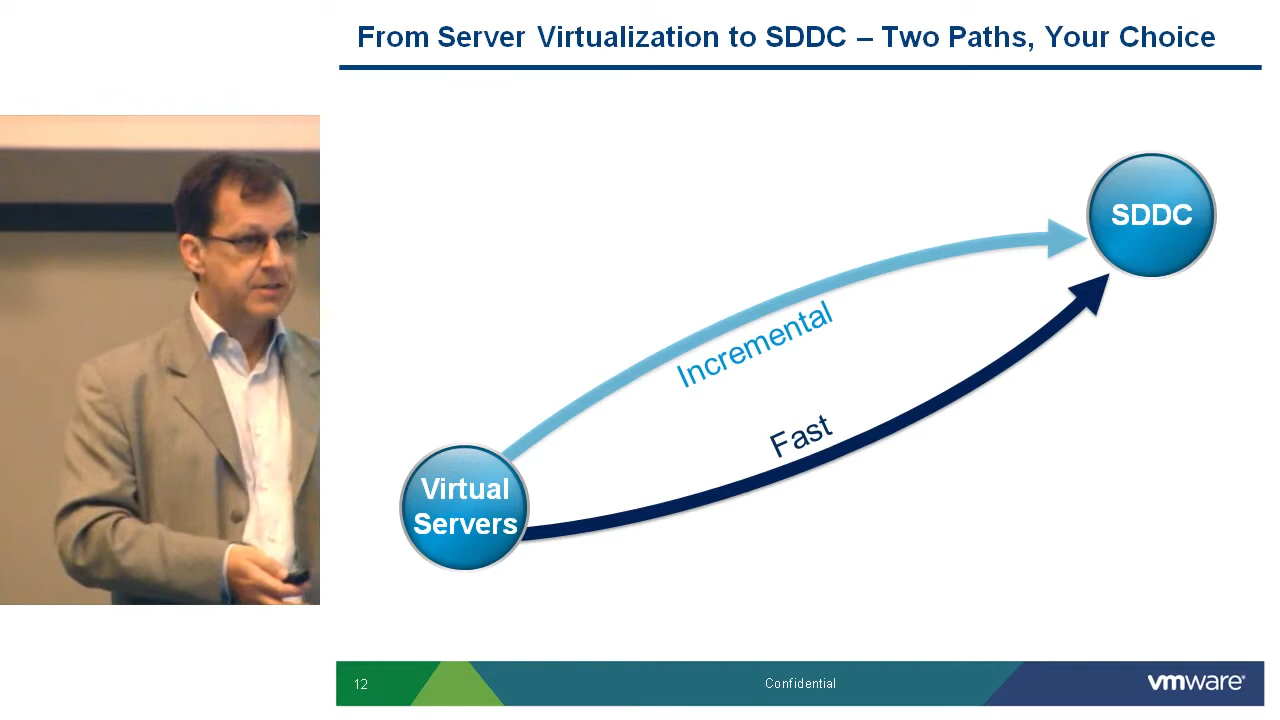 From Server Virtualization to SDDC – Two Paths, Your Choice
SDDC
Incremental
Fast
Virtual
Servers
12
Confidential
vmware®